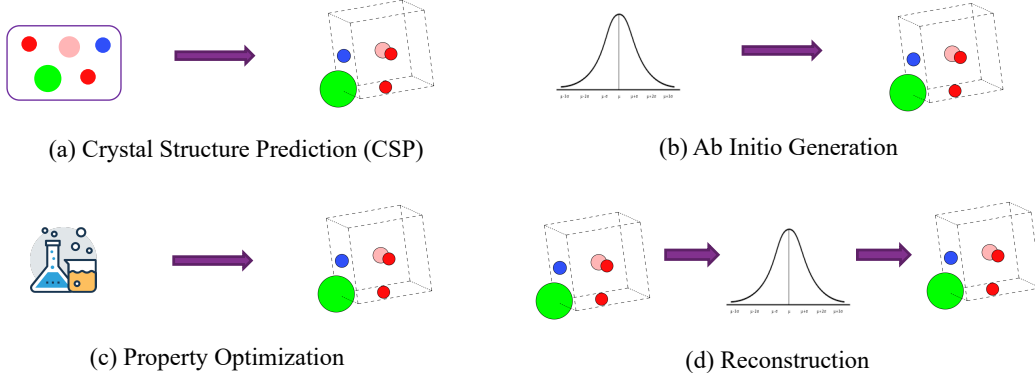 (a) Crystal Structure Prediction (CSP)
(b) Ab Initio Generation
(c) Property Optimization
(d) Reconstruction